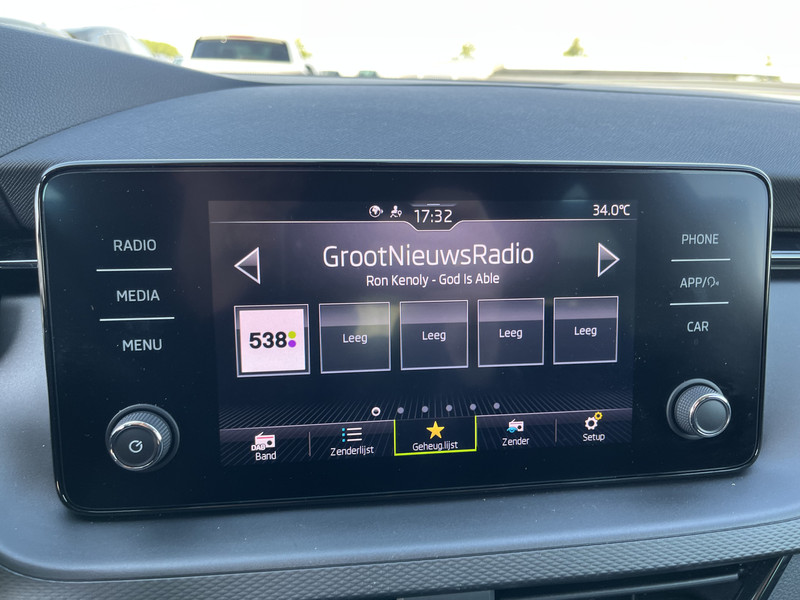 RADIO
MEDIA
MENU
17:32
34.0°C
GrootNieuwsRadio
Ron Kenoly - God Is Able
538
Leeg
Leeg
Leeg
Leeg
DAB
Band
Zenderlijst
Geheug.lijst
Zender
Setup
PHONE
APP/
CAR